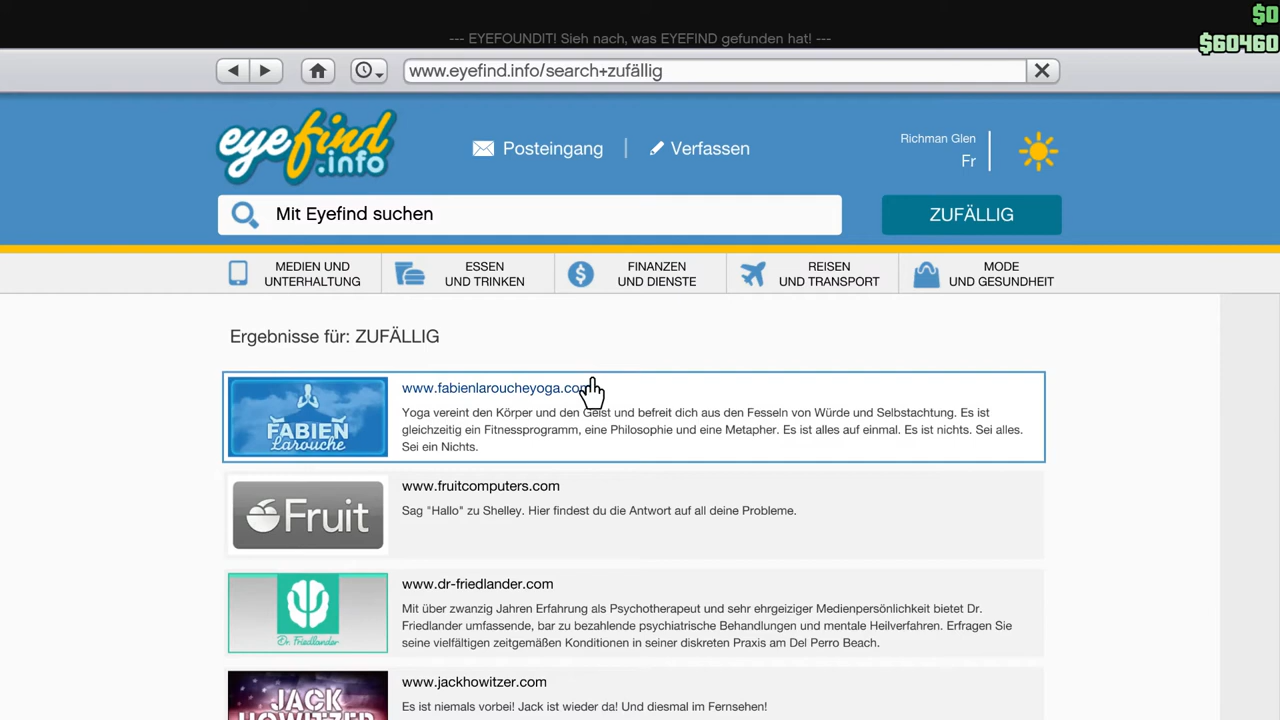 $0
--- EYEFOUNDIT! Sieh nach, was EYEFIND gefunden hat! ---
$60460
www.eyefind.info/search+zufällig
eyefind
.info
Posteingang
Verfassen
Richman Glen
Fr
Mit Eyefind suchen
ZUFÄLLIG
MEDIEN UND
UNTERHALTUNG
ESSEN
UND TRINKEN
FINANZEN
UND DIENSTE
REISEN
UND TRANSPORT
MODE
UND GESUNDHEIT
Ergebnisse für: ZUFÄLLIG
FABIEN
Larouche
www.fabienlaroucheyoga.com
Yoga vereint den Körper und den Geist und befreit dich aus den Fesseln von Würde und Selbstachtung. Es ist
gleichzeitig ein Fitnessprogramm, eine Philosophie und eine Metapher. Es ist alles auf einmal. Es ist nichts. Sei alles.
Sei ein Nichts.
Fruit
www.fruitcomputers.com
Sag "Hallo" zu Shelley. Hier findest du die Antwort auf all deine Probleme.
Dr. Friedlander
www.dr-friedlander.com
Mit über zwanzig Jahren Erfahrung als Psychotherapeut und sehr ehrgeiziger Medienpersönlichkeit bietet Dr.
Friedlander umfassende, bar zu bezahlende psychiatrische Behandlungen und mentale Heilverfahren. Erfragen Sie
seine vielfältigen zeitgemäßen Konditionen in seiner diskreten Praxis am Del Perro Beach.
JACK
HOWITZER
www.jackhowitzer.com
Es ist niemals vorbei! Jack ist wieder da! Und diesmal im Fernsehen!